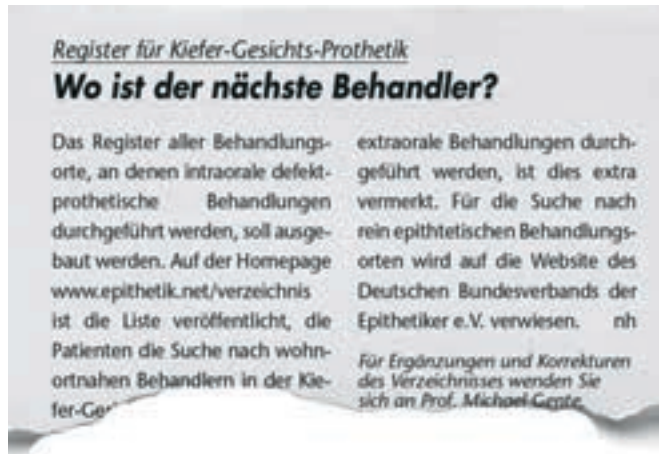 Register für Kiefer-Gesichts-Prothetik
Wo ist der nächste Behandler?
Das Register aller Behandlungs-
orte, an denen intraorale defekt-
prothetische Behandlungen
durchgeführt werden, soll ausge-
baut werden. Auf der Homepage
www.epithetik.net/verzeichnis
ist die Liste veröffentlicht, die
Patienten die Suche nach wohn-
ortnahen Behandlern in der Kie-
extraorale Behandlungen durch-
geführt werden, ist dies extra
vermerkt. Für die Suche nach
rein epithtetischen Behandlungs-
orten wird auf die Website des
Deutschen Bundesverbands der
Epithetiker e.V. verwiesen. nh
Für Ergänzungen und Korrekturen
des Verzeichnisses wenden Sie
sich an Prof. Michael Gente,